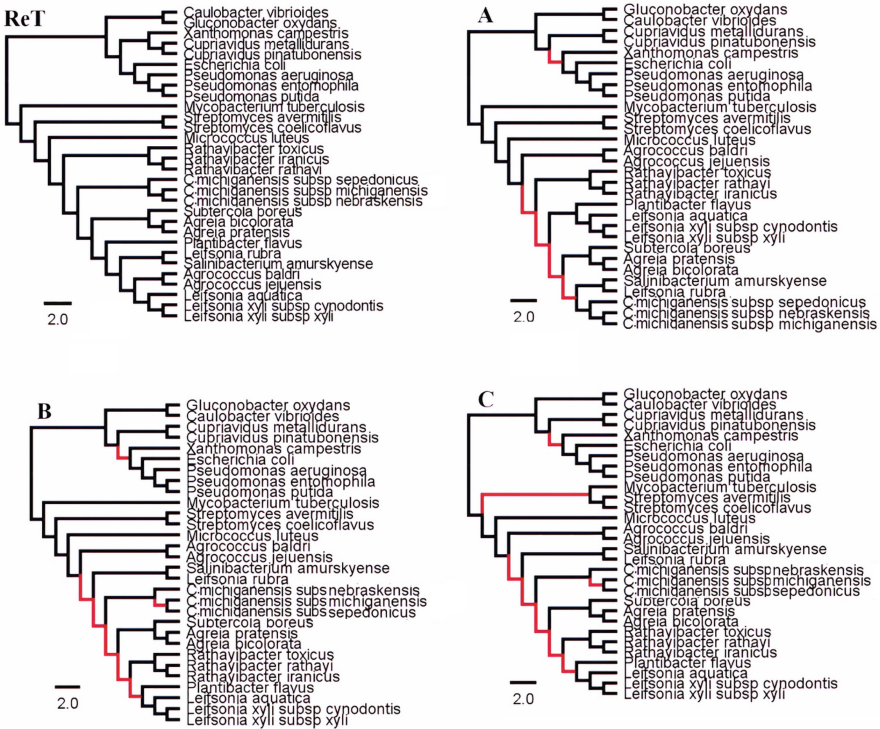 ReT
Caulobacter vibrioides
Gluconobacter oxydans
Xanthomonas campestris
Cupriavidus metallidurans
Cupriavidus pinatubonensis
Escherichia coli
Pseudomonas aeruginosa
Pseudomonas entomophila
Pseudomonas putida
Mycobacterium tuberculosis
Streptomyces avermitilis
Streptomyces coelicoflavus
Micrococcus luteus
Rathayibacter toxicus
Rathayibacter iranicus
Rathayibacter rathayi
C.michiganensis subsp sepedonicus
C.michiganensis subsp michiganensis
C.michiganensis subsp nebraskensis
Subtercola boreus
Agreia bicolorata
Agreia pratensis
Plantibacter flavus
Leifsonia rubra
Salinibacterium amurskyense
Agrococcus baldri
Agrococcus jejuensis
Leifsonia aquatica
Leifsonia xyli subsp cynodontis
Leifsonia xyli subsp xyli
2.0
A
Gluconobacter oxydans
Caulobacter vibrioides
Cupriavidus metallidurans
Cupriavidus pinatubonensis
Xanthomonas campestris
Escherichia coli
Pseudomonas aeruginosa
Pseudomonas entomophila
Pseudomonas putida
Mycobacterium tuberculosis
Streptomyces avermitilis
Streptomyces coelicoflavus
Micrococcus luteus
Agrococcus baldri
Agrococcus jejuensis
Rathayibacter toxicus
Rathayibacter rathayi
Rathayibacter iranicus
Plantibacter flavus
Leifsonia aquatica
Leifsonia xyli subsp cynodontis
Leifsonia xyli subsp xyli
Subtercola boreus
Agreia pratensis
Agreia bicolorata
Salinibacterium amurskyense
Leifsonia rubra
C.michiganensis subsp sepedonicus
C.michiganensis subsp nebraskensis
C.michiganensis subsp michiganensis
2.0
B
Gluconobacter oxydans
Caulobacter vibrioides
Cupriavidus metallidurans
Cupriavidus pinatubonensis
Xanthomonas campestris
Escherichia coli
Pseudomonas aeruginosa
Pseudomonas entomophila
Pseudomonas putida
Mycobacterium tuberculosis
Streptomyces avermitilis
Streptomyces coelicoflavus
Micrococcus luteus
Agrococcus baldri
Agrococcus jejuensis
Salinibacterium amurskyense
Leifsonia rubra
C.michiganensis subs nebraskensis
C.michiganensis subs michiganensis
C.michiganensis subs sepedonicus
Subtercola boreus
Agreia pratensis
Agreia bicolorata
Rathayibacter toxicus
Rathayibacter rathayi
Rathayibacter iranicus
Plantibacter flavus
Leifsonia aquatica
Leifsonia xyli subsp cynodontis
Leifsonia xyli subsp xyli
2.0
C
Gluconobacter oxydans
Caulobacter vibrioides
Cupriavidus metallidurans
Cupriavidus pinatubonensis
Xanthomonas campestris
Escherichia coli
Pseudomonas aeruginosa
Pseudomonas entomophila
Pseudomonas putida
Mycobacterium tuberculosis
Streptomyces avermitilis
Streptomyces coelicoflavus
Micrococcus luteus
Agrococcus baldri
Agrococcus jejuensis
Salinibacterium amurskyense
Leifsonia rubra
C.michiganensis subsp nebraskensis
C.michiganensis subsp michiganensis
C.michiganensis subsp sepedonicus
Subtercola boreus
Agreia pratensis
Agreia bicolorata
Rathayibacter toxicus
Rathayibacter rathayi
Rathayibacter iranicus
Plantibacter flavus
Leifsonia aquatica
Leifsonia xyli subsp cynodontis
Leifsonia xyli subsp xyli
2.0